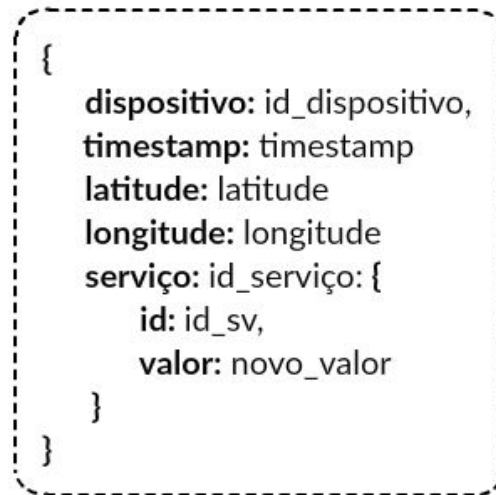 {
dispositivo: id_dispositivo,
timestamp: timestamp
latitude: latitude
longitude: longitude
serviço: id_serviço: {
id: id_sv,
valor: novo_valor
}
}